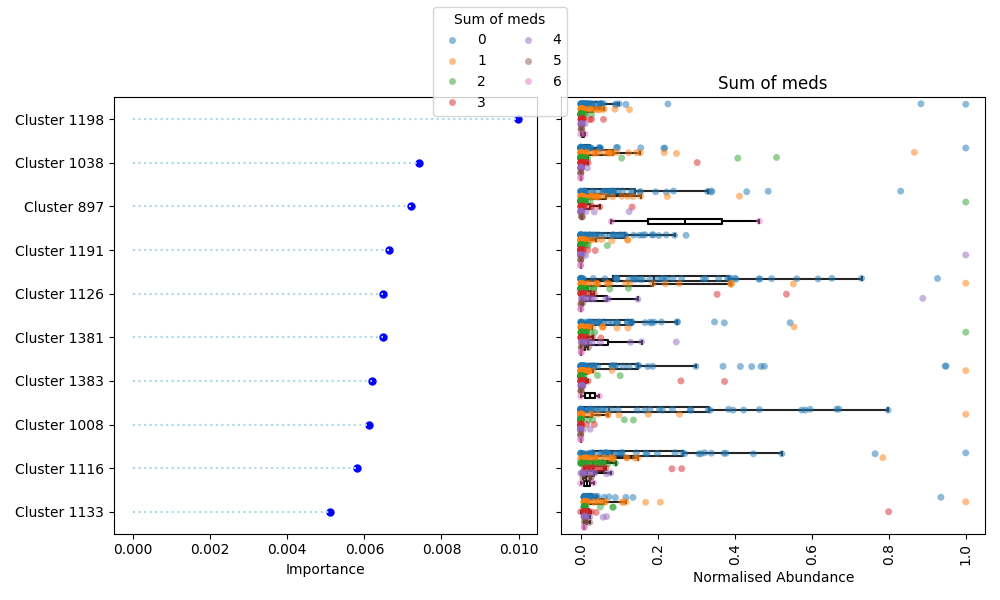 Sum of meds
0 4
1 5
2 6
3
Sum of meds
Cluster 1198
Cluster 1038
Cluster 897
Cluster 1191
Cluster 1126
Cluster 1381
Cluster 1383
Cluster 1008
Cluster 1116
Cluster 1133
0.000 0.002 0.004 0.006 0.008 0.010
Importance
0.0 0.2 0.4 0.6 0.8 1.0
Normalised Abundance